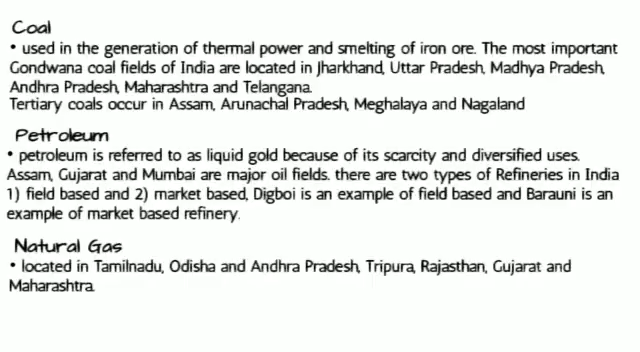 Coal
• used in the generation of thermal power and smelting of iron ore. The most important
Gondwana coal fields of India are located in Jharkhand, Uttar Pradesh, Madhya Pradesh,
Andhra Pradesh, Maharashtra and Telangana.
Tertiary coals occur in Assam, Arunachal Pradesh, Meghalaya and Nagaland
Petroleum
• petroleum is referred to as liquid gold because of its scarcity and diversified uses.
Assam, Gujarat and Mumbai are major oil fields. there are two types of Refineries in India
1) field based and 2) market based, Digboi is an example of field based and Barauni is an
example of market based refinery.
Natural Gas
• located in Tamilnadu, Odisha and Andhra Pradesh, Tripura, Rajasthan, Gujarat and
Maharashtra.